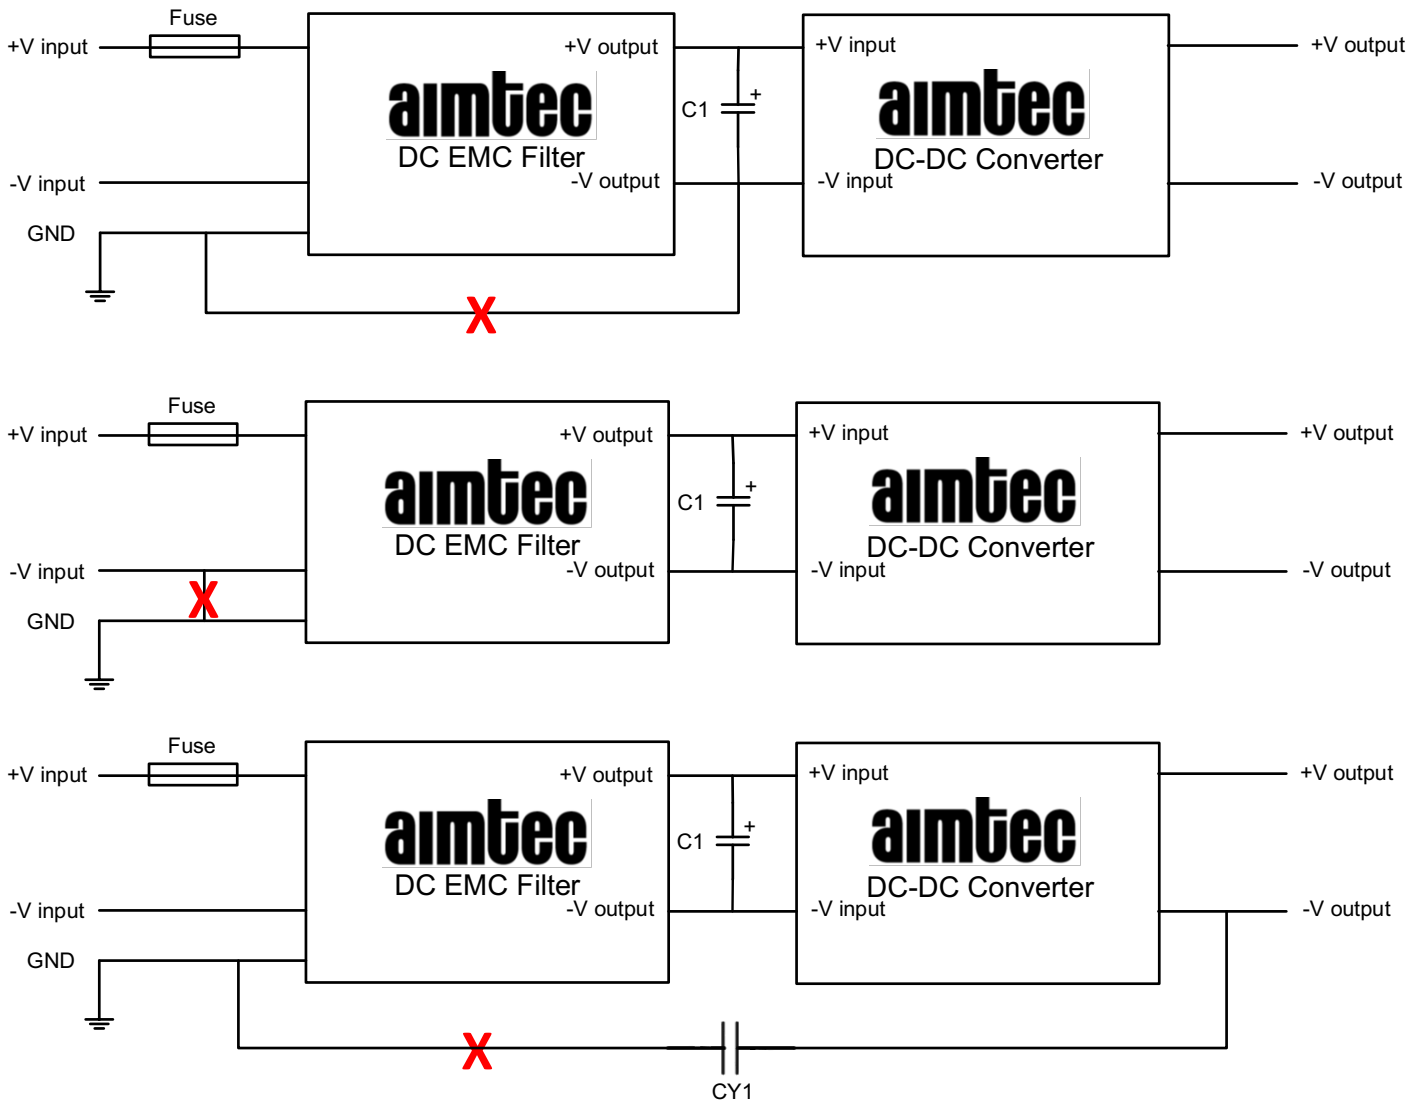 Fuse
+V input
+V output
+V input
+V output
aimtec
aimtec
C1
+
DC EMC Filter
DC-DC Converter
-V input
-V output
-V input
-V output
GND
X
Fuse
+V input
+V output
+V input
+V output
aimtec
aimtec
C1
+
DC EMC Filter
DC-DC Converter
-V input
-V output
-V input
-V output
X
GND
Fuse
+V input
+V output
+V input
+V output
aimtec
aimtec
C1
+
DC EMC Filter
DC-DC Converter
-V input
-V output
-V input
-V output
GND
X
CY1